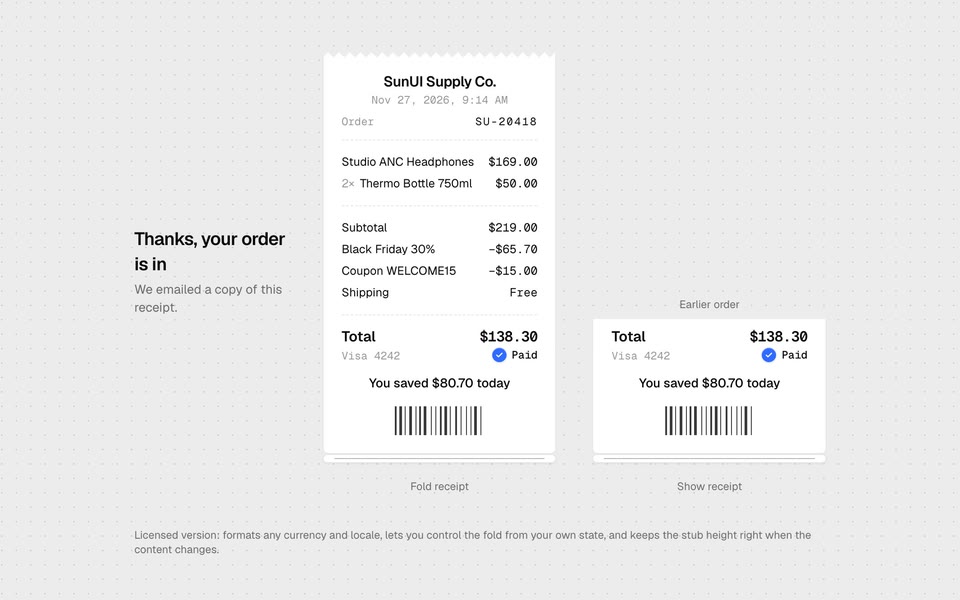 Thanks, your order
is in
We emailed a copy of this
receipt.
SunUI Supply Co.
Nov 27, 2026, 9:14 AM
Order SU-20418
Studio ANC Headphones $169.00
2× Thermo Bottle 750ml $50.00
Subtotal $219.00
Black Friday 30% −$65.70
Coupon WELCOME15 −$15.00
Shipping Free
Total $138.30
Visa 4242 Paid
You saved $80.70 today
Fold receipt
Earlier order
Total $138.30
Visa 4242 Paid
You saved $80.70 today
Show receipt
Licensed version: formats any currency and locale, lets you control the fold from your own state, and keeps the stub height right when the
content changes.